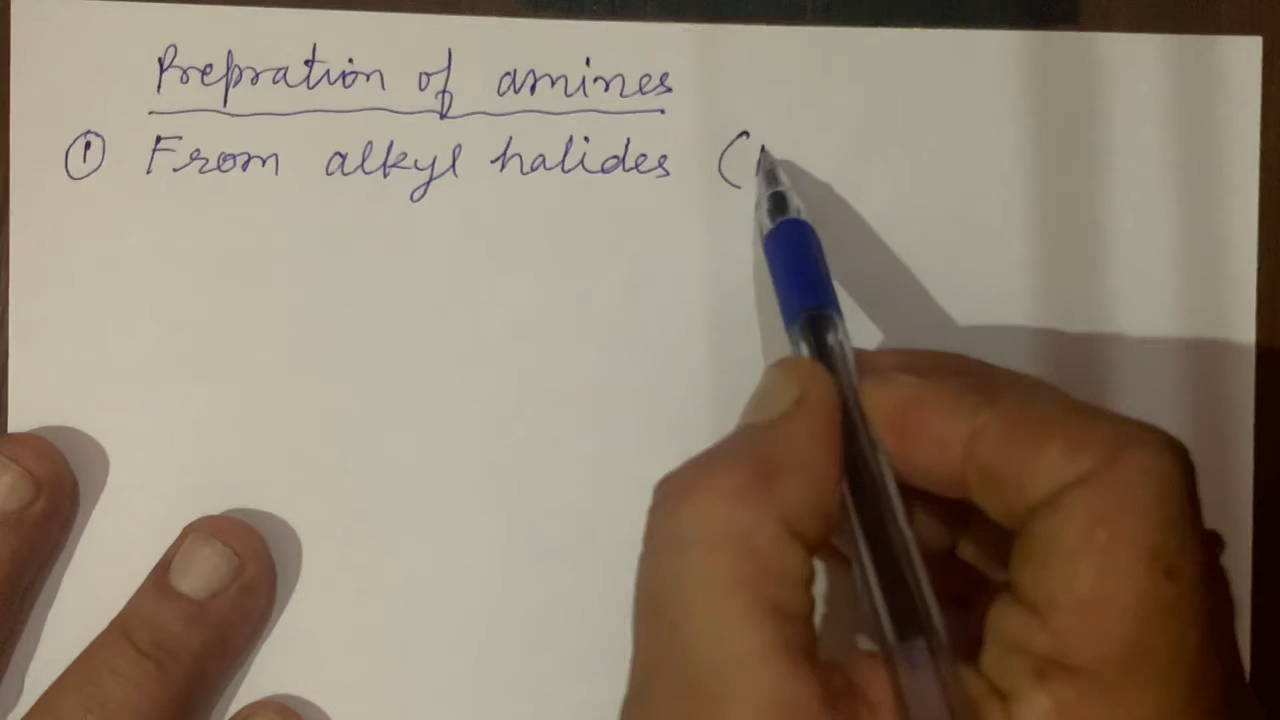 Prepration of amines
① From alkyl halides (